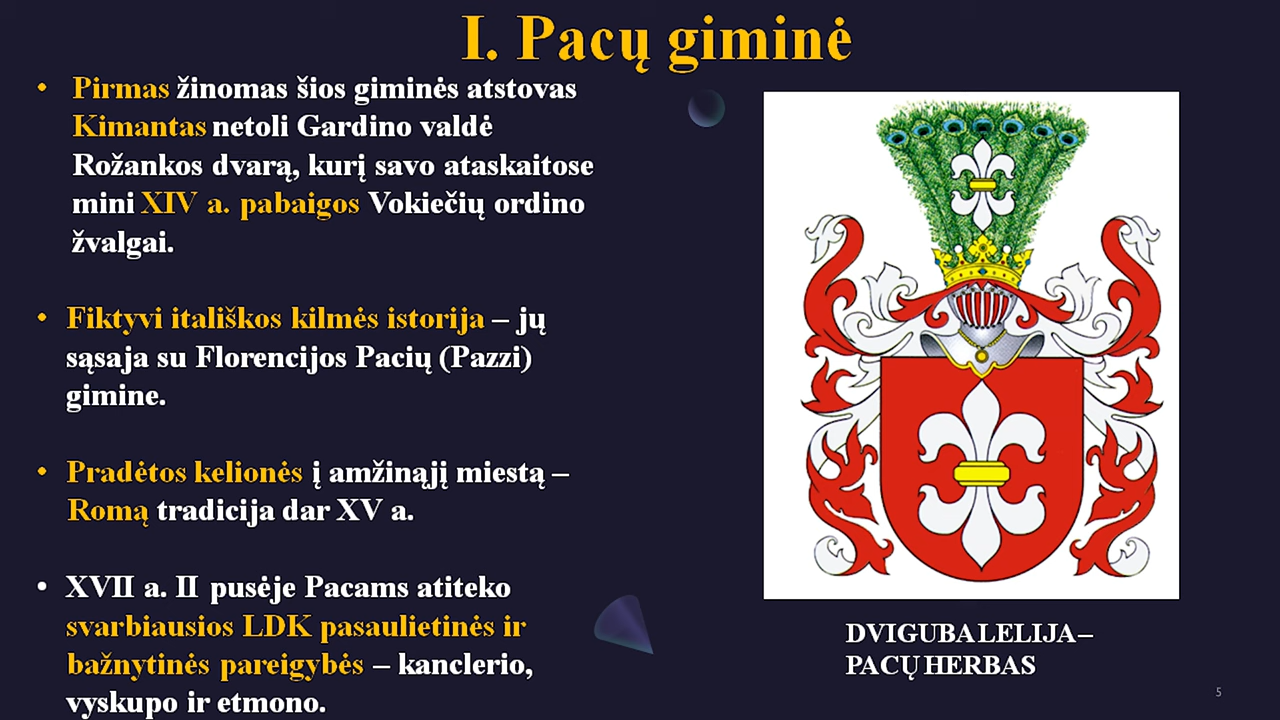 I. Pacų giminė
• Pirmas žinomas šios giminės atstovas
Kimantas netoli Gardino valdė
Rožankos dvarą, kurį savo ataskaitose
mini XIV a. pabaigos Vokiečių ordino
žvalgai.
• Fiktyvi itališkos kilmės istorija – jų
sąsaja su Florencijos Pacių (Pazzi)
gimine.
• Pradėtos kelionės į amžinąjį miestą –
Romą tradicija dar XV a.
• XVII a. II pusėje Pacams atiteko
svarbiausios LDK pasaulietinės ir
bažnytinės pareigybės – kanclerio,
vyskupo ir etmono.
DVIGUBA LELIJA –
PACŲ HERBAS
5